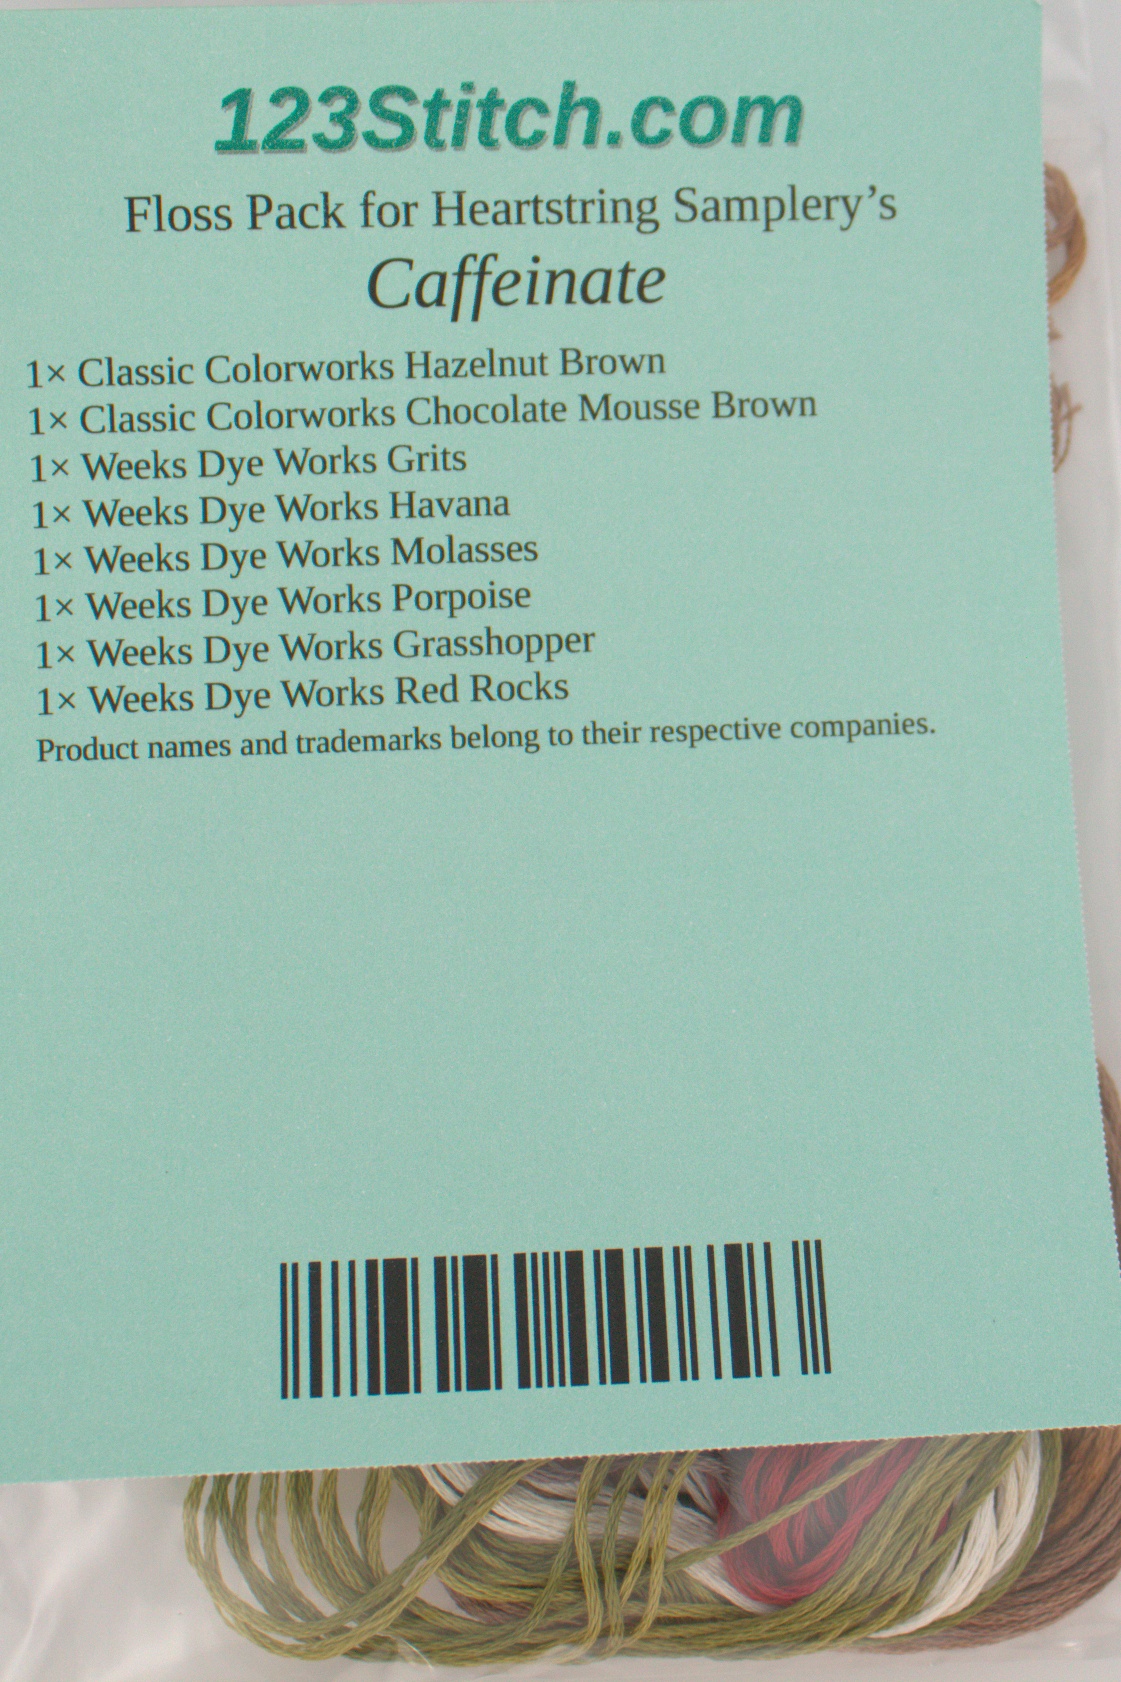 123Stitch.com
Floss Pack for Heartstring Samplery’s
Caffeinate
1× Classic Colorworks Hazelnut Brown
1× Classic Colorworks Chocolate Mousse Brown
1× Weeks Dye Works Grits
1× Weeks Dye Works Havana
1× Weeks Dye Works Molasses
1× Weeks Dye Works Porpoise
1× Weeks Dye Works Grasshopper
1× Weeks Dye Works Red Rocks
Product names and trademarks belong to their respective companies.